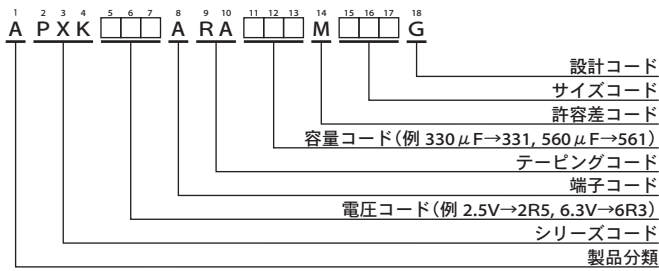 1 2 3 4 5 6 7 8 9 10 11 12 13 14 15 16 17 18
A PXK □□□ A RA □□□ M □□□ G
設計コード
サイズコード
許容差コード
容量コード(例 330μF→331, 560μF→561)
テーピングコード
端子コード
電圧コード(例 2.5V→2R5, 6.3V→6R3)
シリーズコード
製品分類